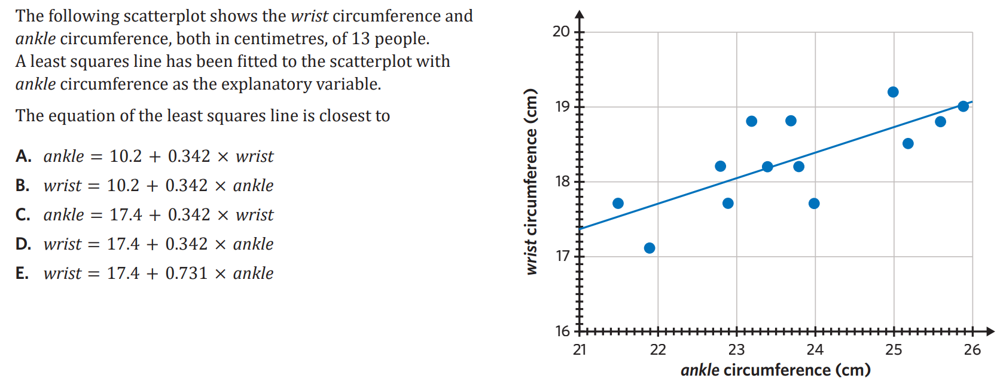 The following scatterplot shows the wrist circumference and
ankle circumference, both in centimetres, of 13 people.
A least squares line has been fitted to the scatterplot with
ankle circumference as the explanatory variable.
The equation of the least squares line is closest to
A. ankle = 10.2 + 0.342 × wrist
B. wrist = 10.2 + 0.342 × ankle
C. ankle = 17.4 + 0.342 × wrist
D. wrist = 17.4 + 0.342 × ankle
E. wrist = 17.4 + 0.731 × ankle
wrist circumference (cm)
20
19
18
17
16
21 22 23 24 25 26
ankle circumference (cm)